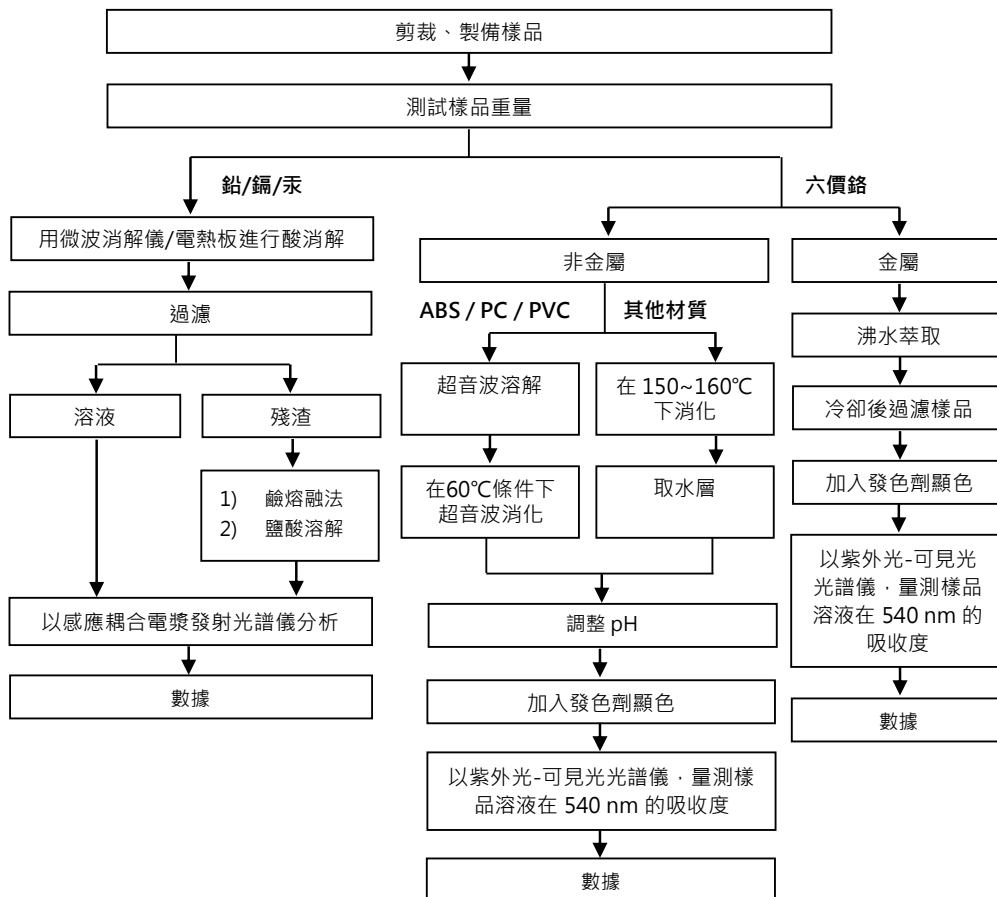 剪裁、製備樣品
測試樣品重量
鉛/鎘/汞
六價鉻
用微波消解儀/電熱板進行酸消解
非金屬
金屬
過濾
ABS / PC / PVC
其他材質
沸水萃取
超音波溶解
在 150~160℃
下消化
溶液
殘渣
冷卻後過濾樣品
1) 鹼熔融法
2) 鹽酸溶解
在60℃條件下
超音波消化
取水層
加入發色劑顯色
以紫外光-可見光
光譜儀，量測樣品
溶液在 540 nm 的
吸收度
以感應耦合電漿發射光譜儀分析
調整 pH
數據
加入發色劑顯色
數據
以紫外光-可見光光譜儀，量測樣
品溶液在 540 nm 的吸收度
數據